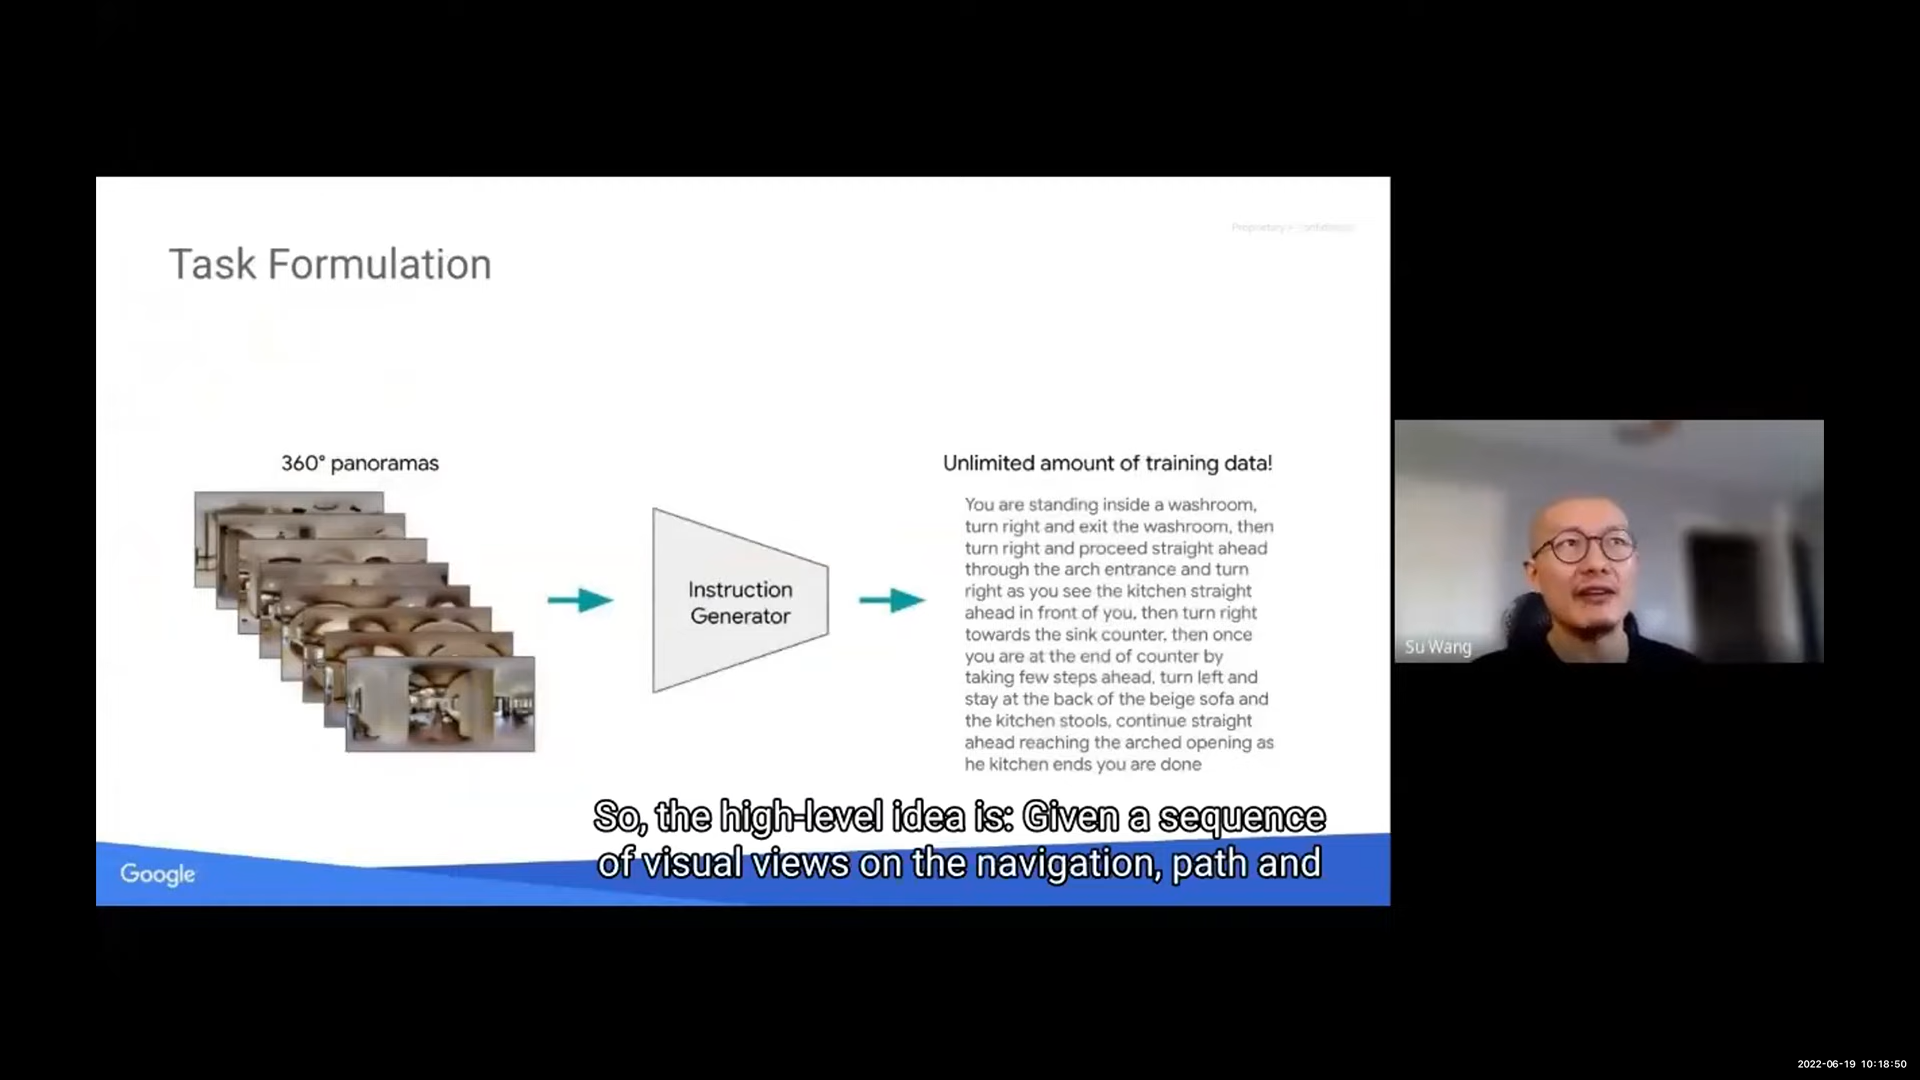 Proprietary + Confidential
Task Formulation
360° panoramas
Instruction
Generator
Unlimited amount of training data!
You are standing inside a washroom,
turn right and exit the washroom, then
turn right and proceed straight ahead
through the arch entrance and turn
right as you see the kitchen straight
ahead in front of you, then turn right
towards the sink counter, then once
you are at the end of counter by
taking few steps ahead, turn left and
stay at the back of the beige sofa and
the kitchen stools, continue straight
ahead reaching the arched opening as
he kitchen ends you are done
So, the high-level idea is: Given a sequence
of visual views on the navigation, path and
Google
Su Wang
2022-06-19 10:18:50